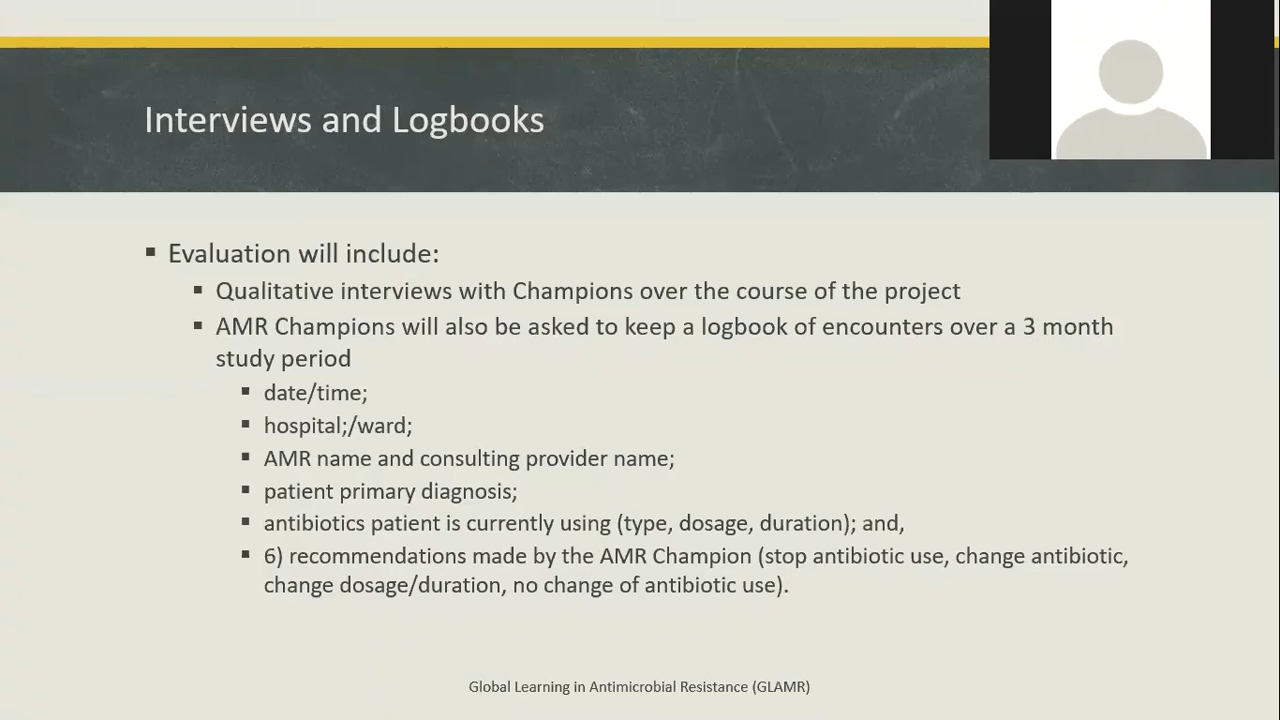 Interviews and Logbooks
▪ Evaluation will include:
▪ Qualitative interviews with Champions over the course of the project
▪ AMR Champions will also be asked to keep a logbook of encounters over a 3 month
study period
▪ date/time;
▪ hospital;/ward;
▪ AMR name and consulting provider name;
▪ patient primary diagnosis;
▪ antibiotics patient is currently using (type, dosage, duration); and,
▪ 6) recommendations made by the AMR Champion (stop antibiotic use, change antibiotic,
change dosage/duration, no change of antibiotic use).
Global Learning in Antimicrobial Resistance (GLAMR)